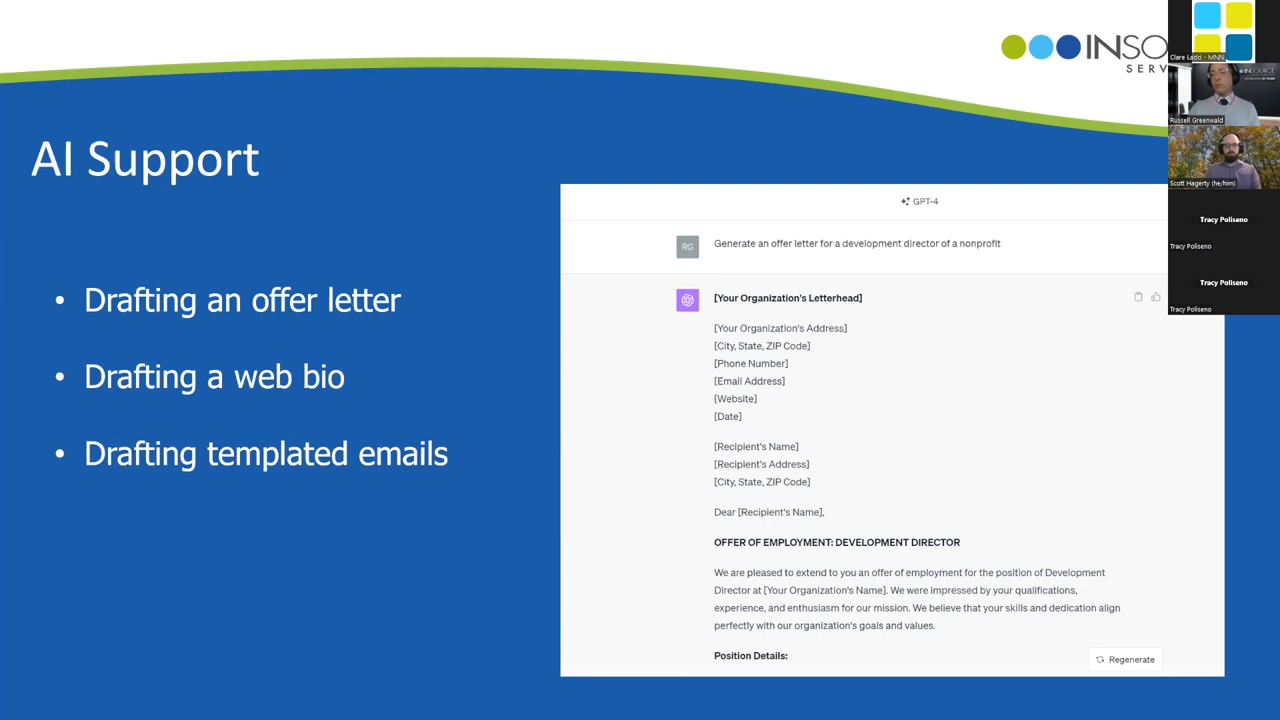 INSO
SERV
Clare Ladd - MNN
Russell Greenwald
Scott Hagerty (he/him)
Tracy Poliseno
Tracy Poliseno
Tracy Poliseno
Tracy Poliseno
AI Support
• Drafting an offer letter
• Drafting a web bio
• Drafting templated emails
GPT-4
RG
Generate an offer letter for a development director of a nonprofit
[Your Organization's Letterhead]
[Your Organization's Address]
[City, State, ZIP Code]
[Phone Number]
[Email Address]
[Website]
[Date]
[Recipient's Name]
[Recipient's Address]
[City, State, ZIP Code]
Dear [Recipient's Name],
OFFER OF EMPLOYMENT: DEVELOPMENT DIRECTOR
We are pleased to extend to you an offer of employment for the position of Development
Director at [Your Organization's Name]. We were impressed by your qualifications,
experience, and enthusiasm for our mission. We believe that your skills and dedication align
perfectly with our organization's goals and values.
Position Details:
Regenerate